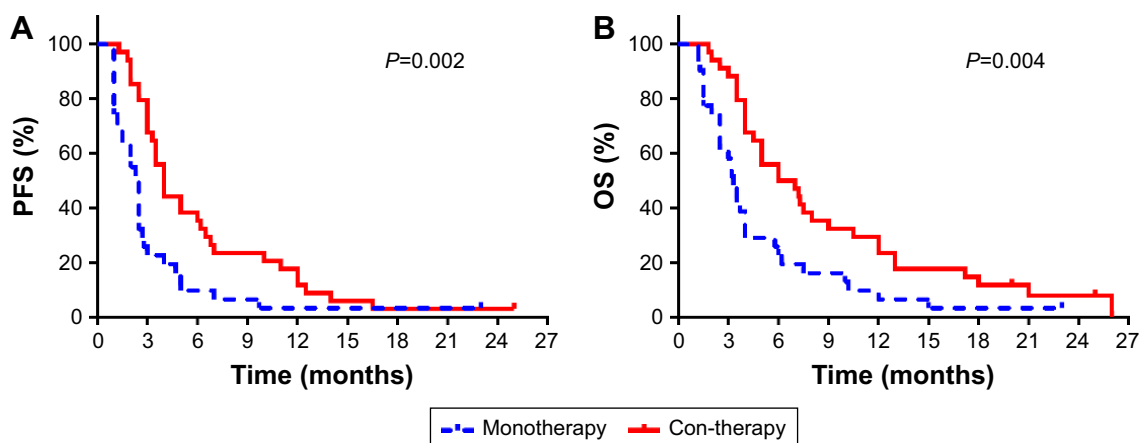 A
B
P=0.002
P=0.004
PFS (%)
100
80
60
40
20
0
OS (%)
100
80
60
40
20
0
0 3 6 9 12 15 18 21 24 27
0 3 6 9 12 15 18 21 24 27
Time (months)
Time (months)
Monotherapy Con-therapy